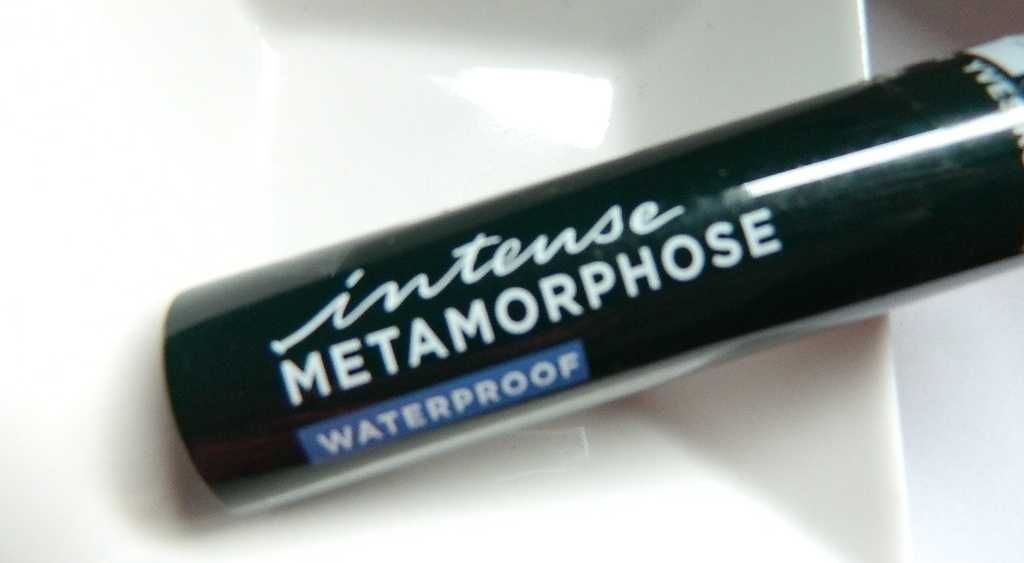 intense
METAMORPHOSE
WATERPROOF